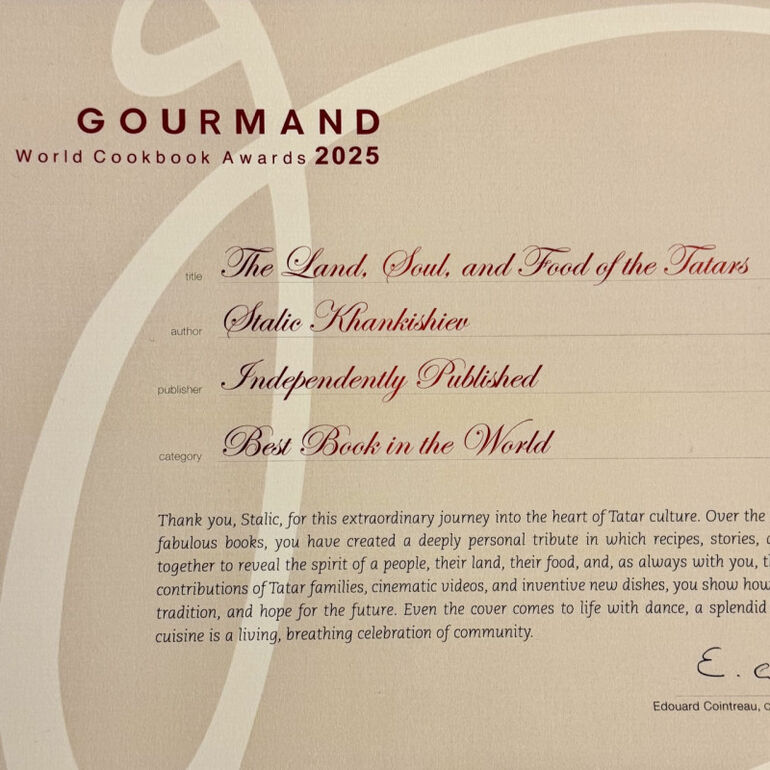 GOURMAND
World Cookbook Awards 2025
title The Land, Soul, and Food of the Tatars
author Stalic Khankishiev
publisher Independently Published
category Best Book in the World
Thank you, Stalic, for this extraordinary journey into the heart of Tatar culture. Over the
fabulous books, you have created a deeply personal tribute in which recipes, stories,
together to reveal the spirit of a people, their land, their food, and, as always with you,
contributions of Tatar families, cinematic videos, and inventive new dishes, you show how
tradition, and hope for the future. Even the cover comes to life with dance, a splendid
cuisine is a living, breathing celebration of community.
E.
Edouard Cointreau,